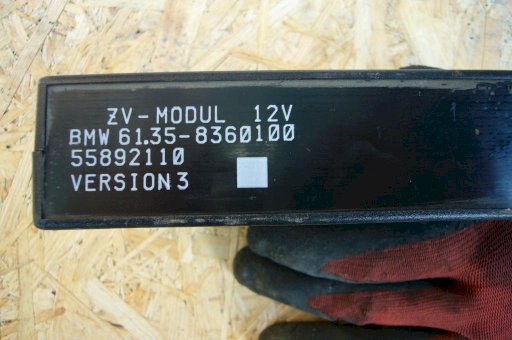 ZV-MODUL 12V
BMW 61.35-8360100
55892110
VERSION 3